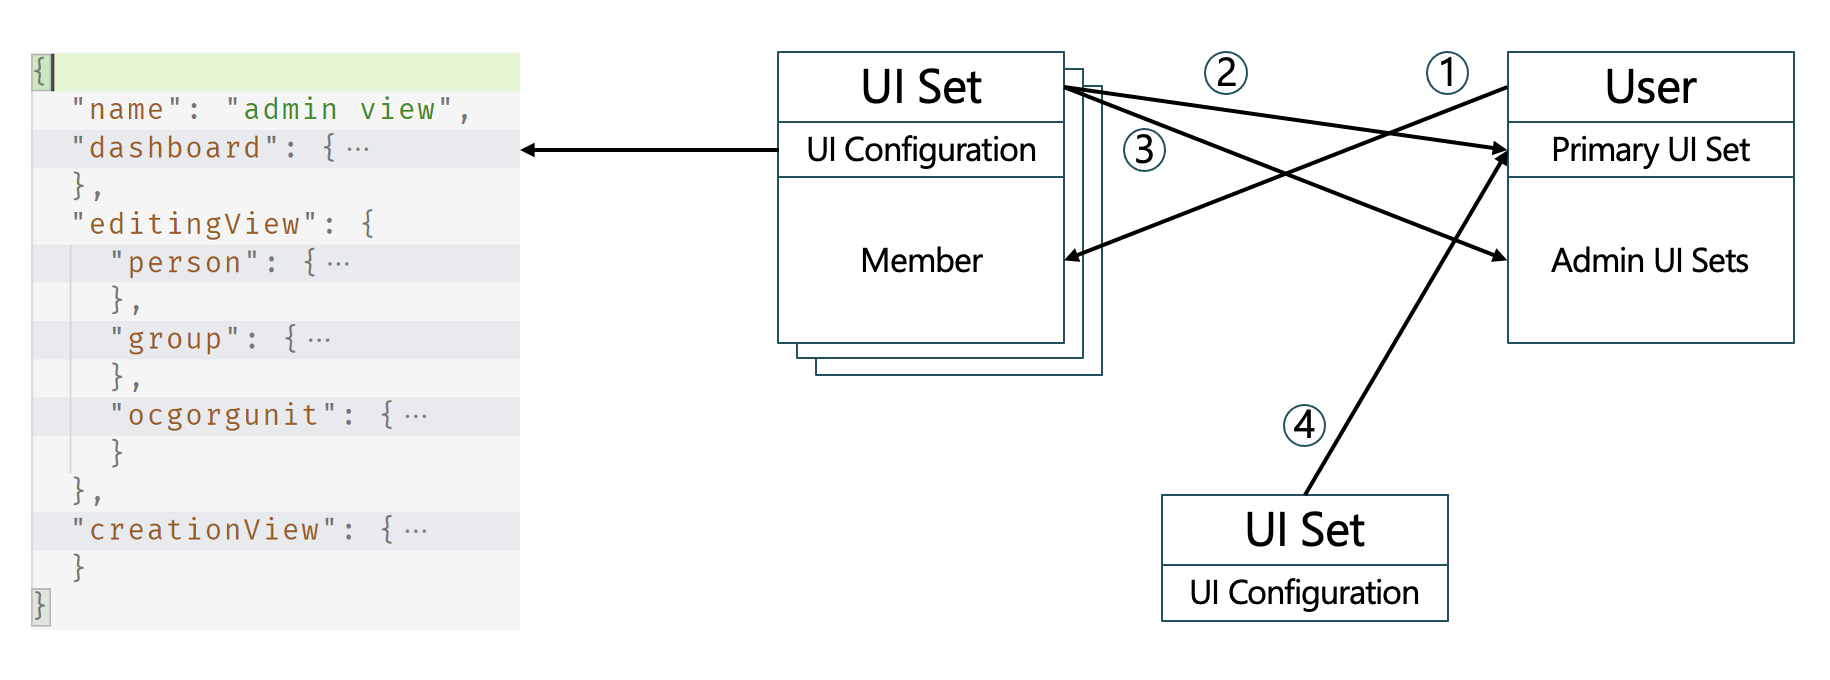 {
"name": "admin view",
"dashboard": { ···
},
"editingView": {
"person": { ···
},
"group": { ···
},
"ocgorgunit": { ···
}
},
"creationView": { ···
}
}
UI Set
UI Configuration
Member
②
①
③
④
User
Primary UI Set
Admin UI Sets
UI Set
UI Configuration